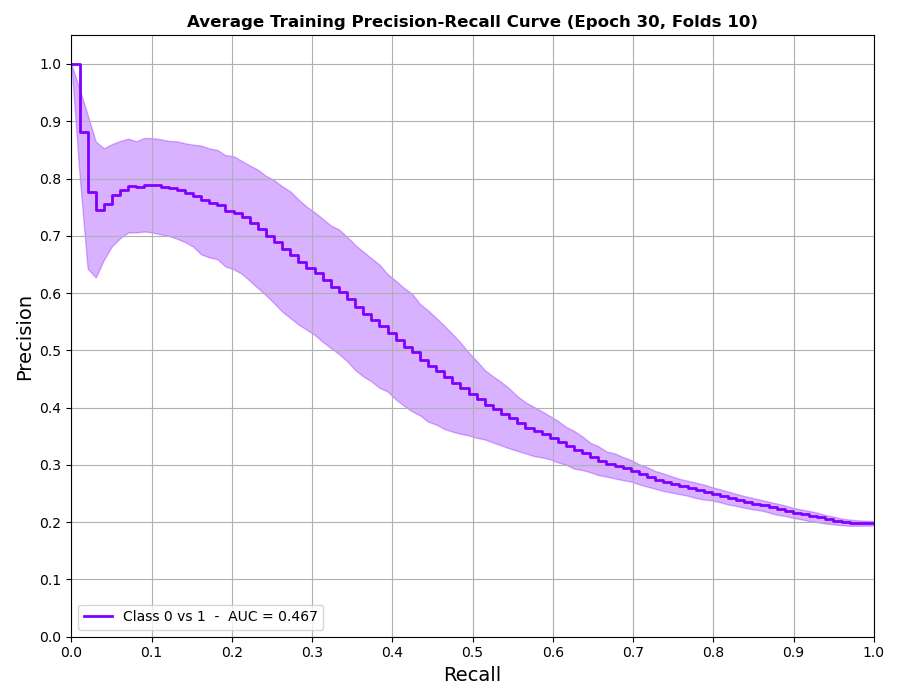 Average Training Precision-Recall Curve (Epoch 30, Folds 10)
Precision
1.0
0.9
0.8
0.7
0.6
0.5
0.4
0.3
0.2
0.1
0.0
Class 0 vs 1 - AUC = 0.467
0.0 0.1 0.2 0.3 0.4 0.5 0.6 0.7 0.8 0.9 1.0
Recall